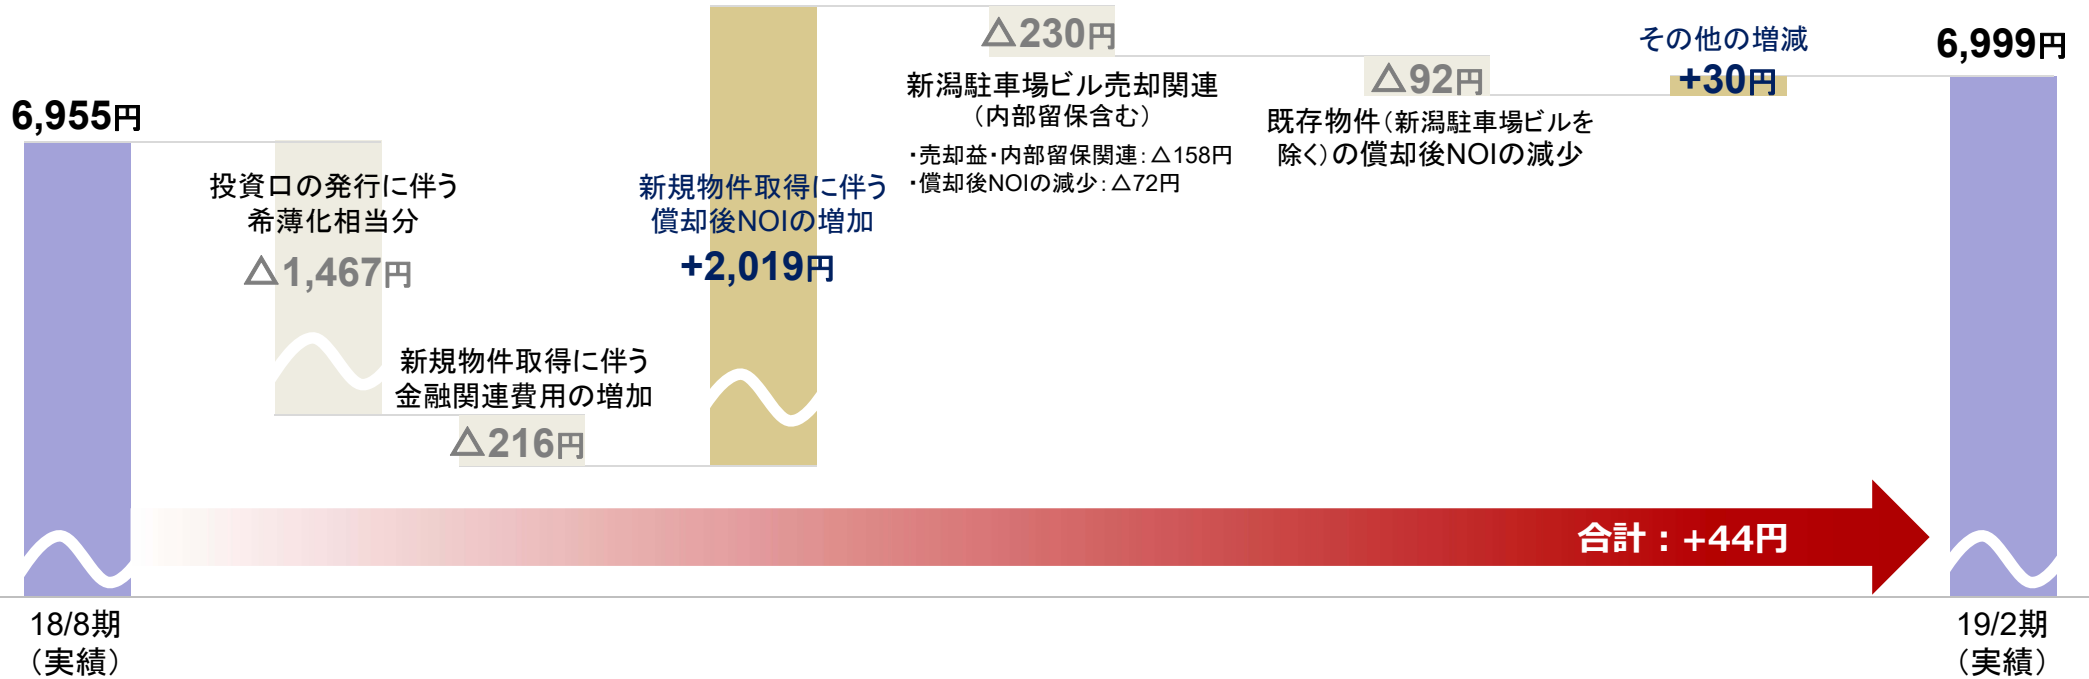 6,955円
投資口の発行に伴う
希薄化相当分
△1,467円
新規物件取得に伴う
金融関連費用の増加
△216円
新規物件取得に伴う
償却後NOIの増加
+2,019円
△230円
新潟駐車場ビル売却関連
（内部留保含む）
・売却益・内部留保関連：△158円
・償却後NOIの減少：△72円
△92円
既存物件（新潟駐車場ビルを
除く）の償却後NOIの減少
その他の増減
+30円
6,999円
合計：+44円
18/8期
（実績）
19/2期
（実績）